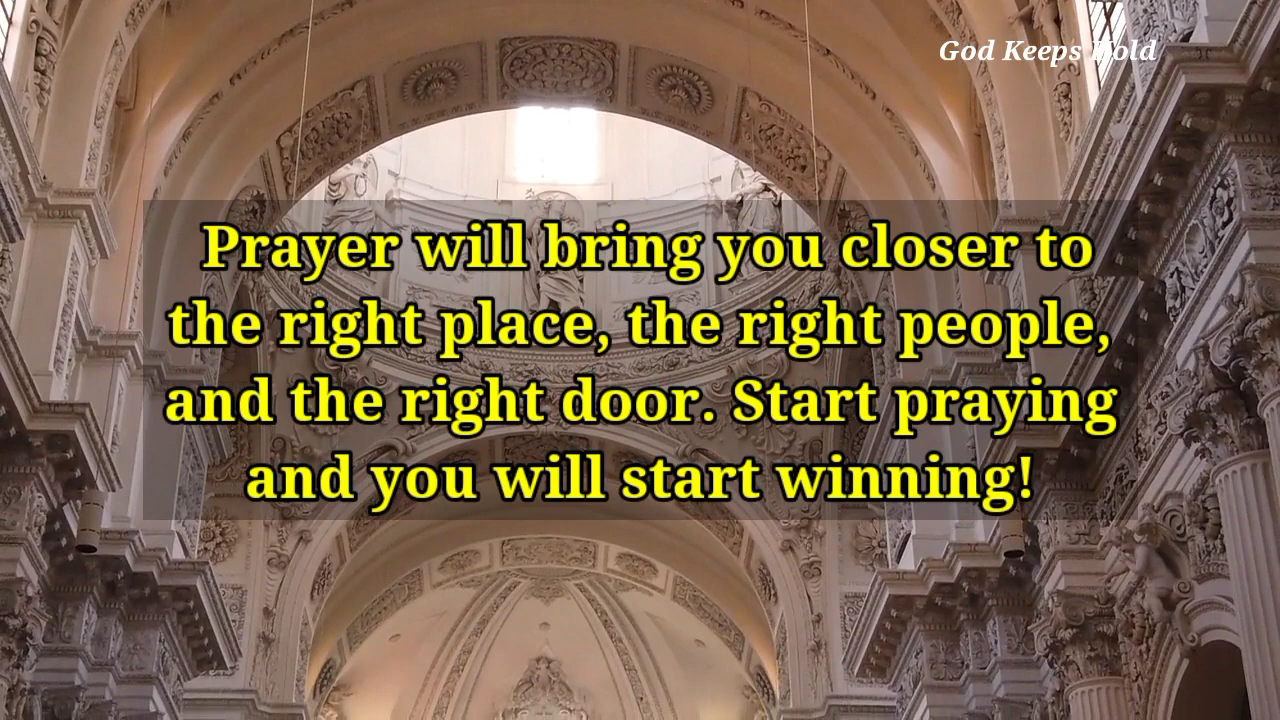 God Keeps Hold
Prayer will bring you closer to
the right place, the right people,
and the right door. Start praying
and you will start winning!